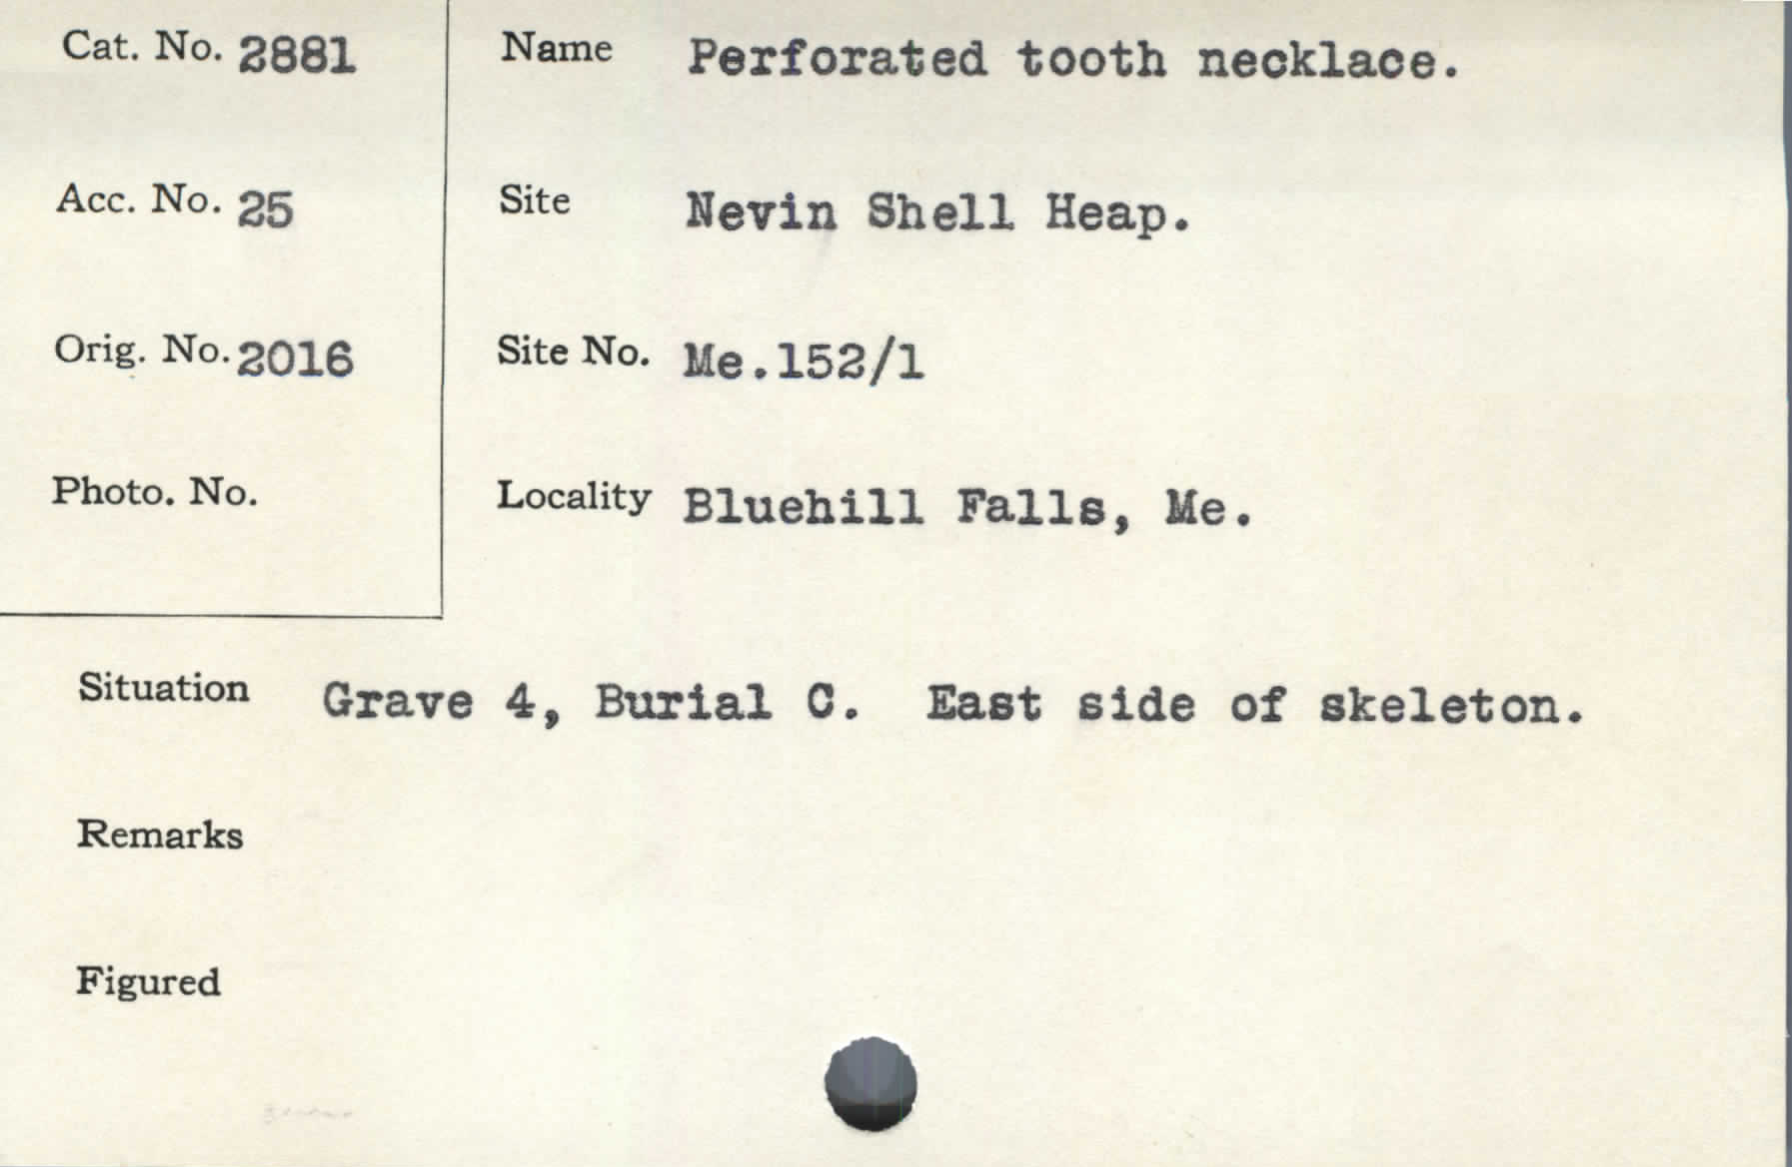 Cat. No. 2881
Name Perforated tooth necklace.
Acc. No. 25
Site Nevin Shell Heap.
Orig. No. 2016
Site No. Me.152/1
Photo. No.
Locality Bluehill Falls, Me.
Situation Grave 4, Burial C. East side of skeleton.
Remarks
Figured